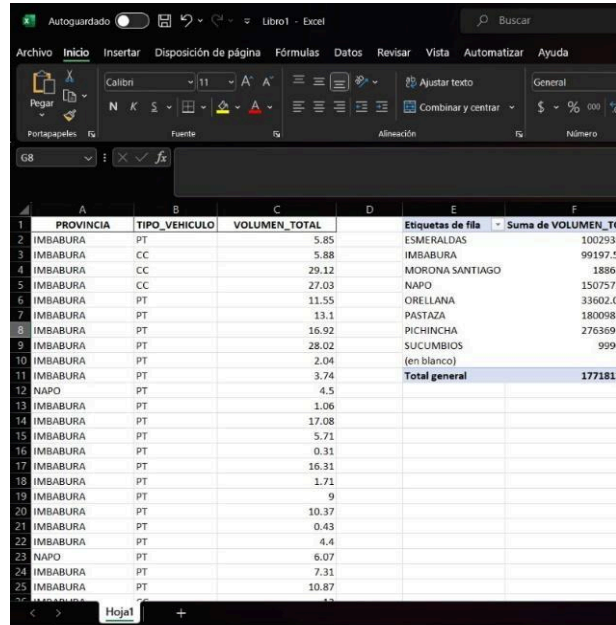 Autoguardado Libro1 - Excel Buscar
Archivo Inicio Insertar Disposición de página Fórmulas Datos Revisar Vista Automatizar Ayuda
Pegar Calibri 11 A A Ajustar texto General
N K S A Combinar y centrar $ % 000
Portapapeles Fuente Alineación Número
G8 fx
A B C D E F
1 PROVINCIA TIPO_VEHICULO VOLUMEN_TOTAL Etiquetas de fila Suma de VOLUMEN_TO
2 IMBABURA PT 5.85 ESMERALDAS 100293
3 IMBABURA CC 5.88 IMBABURA 99197.5
4 IMBABURA CC 29.12 MORONA SANTIAGO 1886
5 IMBABURA CC 27.03 NAPO 150757
6 IMBABURA PT 11.55 ORELLANA 33602.0
7 IMBABURA PT 13.1 PASTAZA 180098
8 IMBABURA PT 16.92 PICHINCHA 276369
9 IMBABURA PT 28.02 SUCUMBIOS 999
10 IMBABURA PT 2.04 (en blanco)
11 IMBABURA PT 3.74 Total general 177181
12 NAPO PT 4.5
13 IMBABURA PT 1.06
14 IMBABURA PT 17.08
15 IMBABURA PT 5.71
16 IMBABURA PT 0.31
17 IMBABURA PT 16.31
18 IMBABURA PT 1.71
19 IMBABURA PT 9
20 IMBABURA PT 10.37
21 IMBABURA PT 0.43
22 IMBABURA PT 4.4
23 NAPO PT 6.07
24 IMBABURA PT 7.31
25 IMBABURA PT 10.87
Hoja1